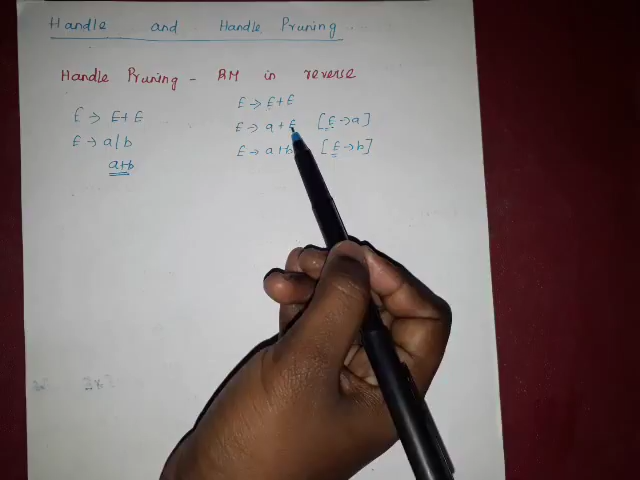 Handle and Handle Pruning
Handle Pruning - RM in reverse
E → E+E
E → a/b
a+b
E → E+E
E → a+E [E → a]
E → a+b [E → b]